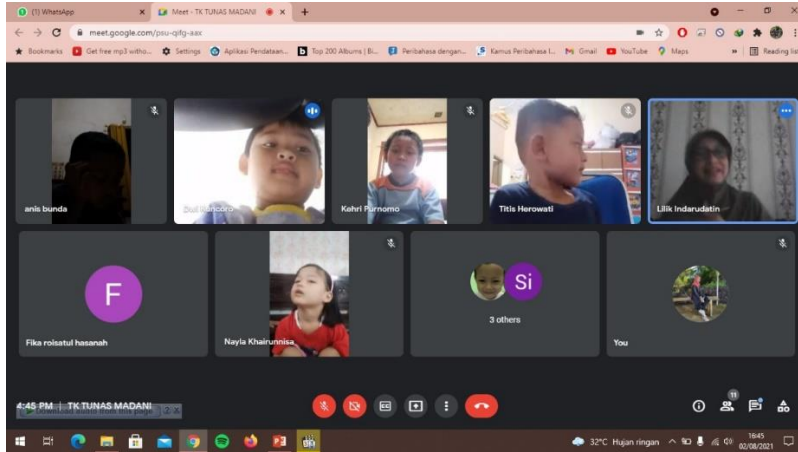 (1) WhatsApp
Meet - TK TUNAS MADANI
meet.google.com/psu-qifg-aax
Bookmarks
Get free mp3 witho...
Settings
Aplikasi Pendataan...
Top 200 Albums | Bi...
Peribahasa dengan...
Kamus Peribahasa I...
Gmail
YouTube
Maps
Reading list
anis bunda
Kehri Purnomo
Titis Herowati
Lilik Indarudatin
F
Fika roisatul hasanah
Nayla Khairunnisa
Si
3 others
You
4:45 PM | TK TUNAS MADANI
11
32°C Hujan ringan
16:45
02/08/2021